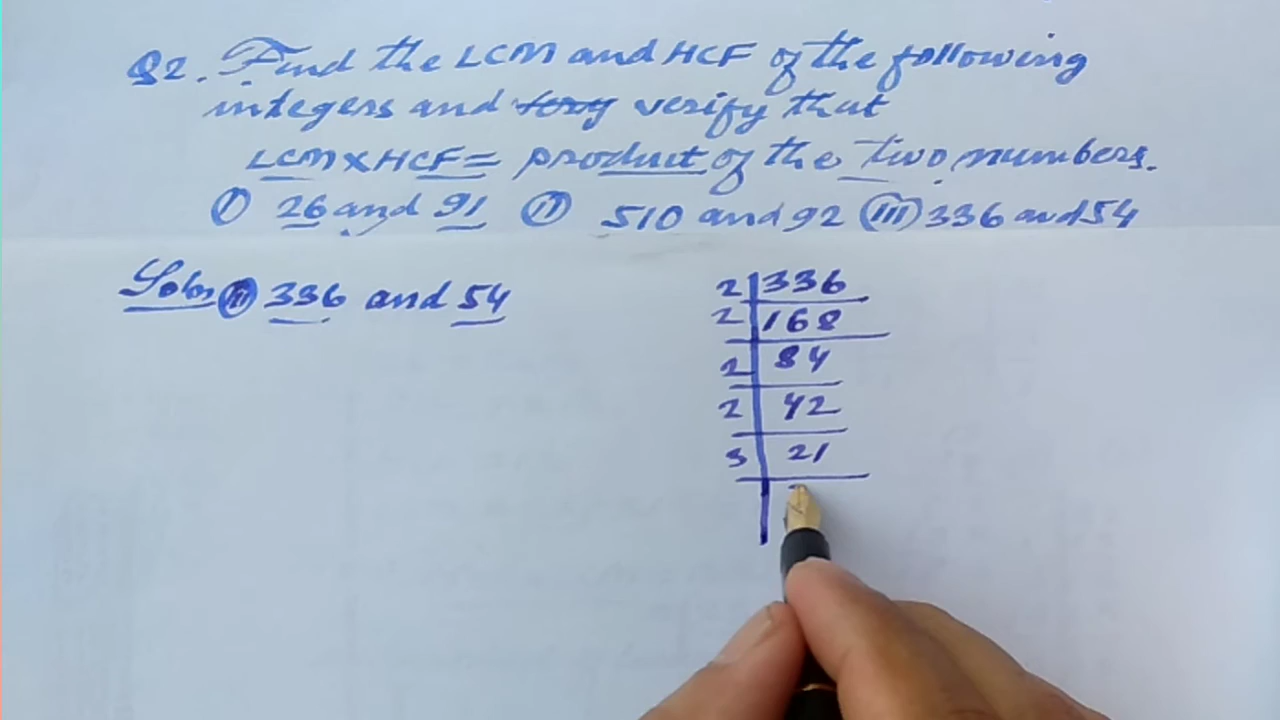 Q2. Find the LCM and HCF of the following
integers and verify that
LCM×HCF= product of the two numbers.
(i) 26 and 91 (ii) 510 and 92 (iii) 336 and 54
Soln (iii) 336 and 54
2 336
2 168
2 84
2 42
3 21